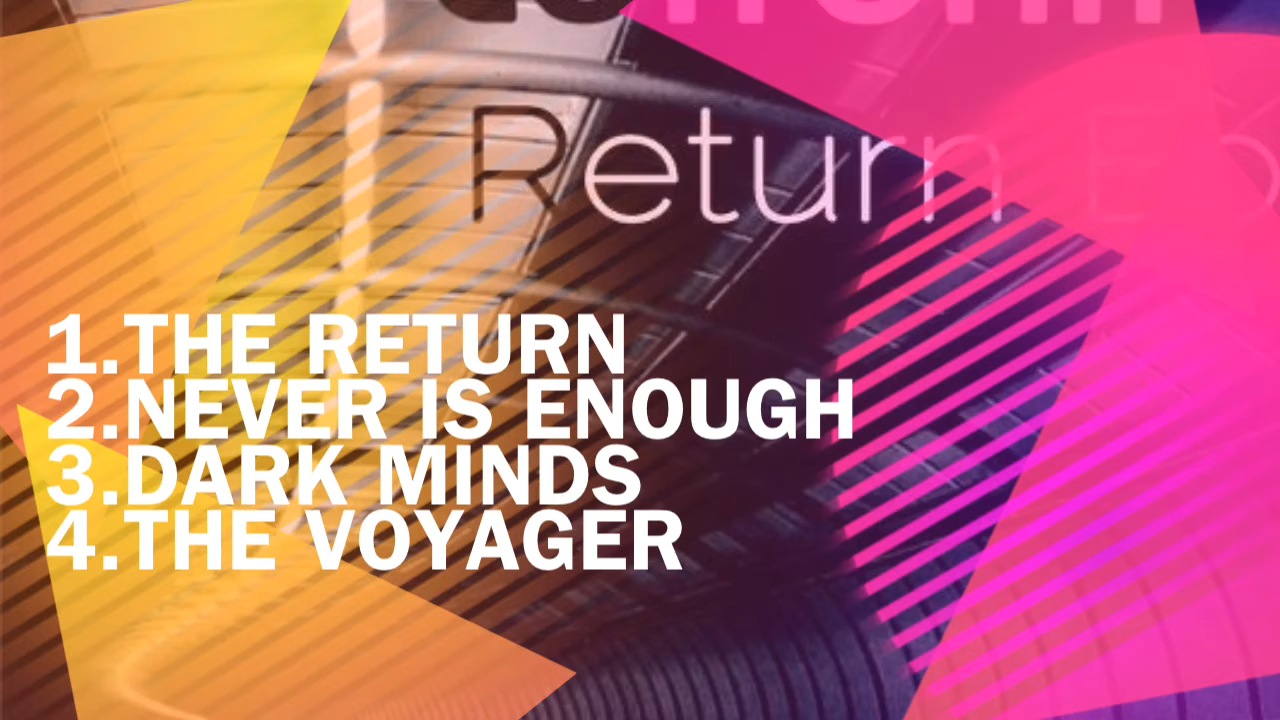 Return
1.THE RETURN
2.NEVER IS ENOUGH
3.DARK MINDS
4.THE VOYAGER